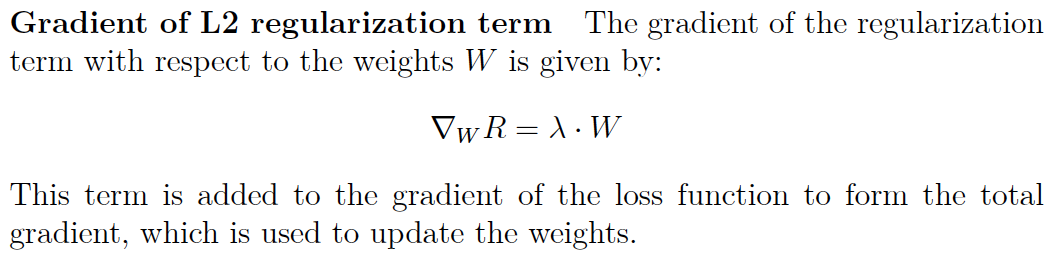 Gradient of L2 regularization term The gradient of the regularization
term with respect to the weights W is given by:
∇_W R = λ · W
This term is added to the gradient of the loss function to form the total
gradient, which is used to update the weights.